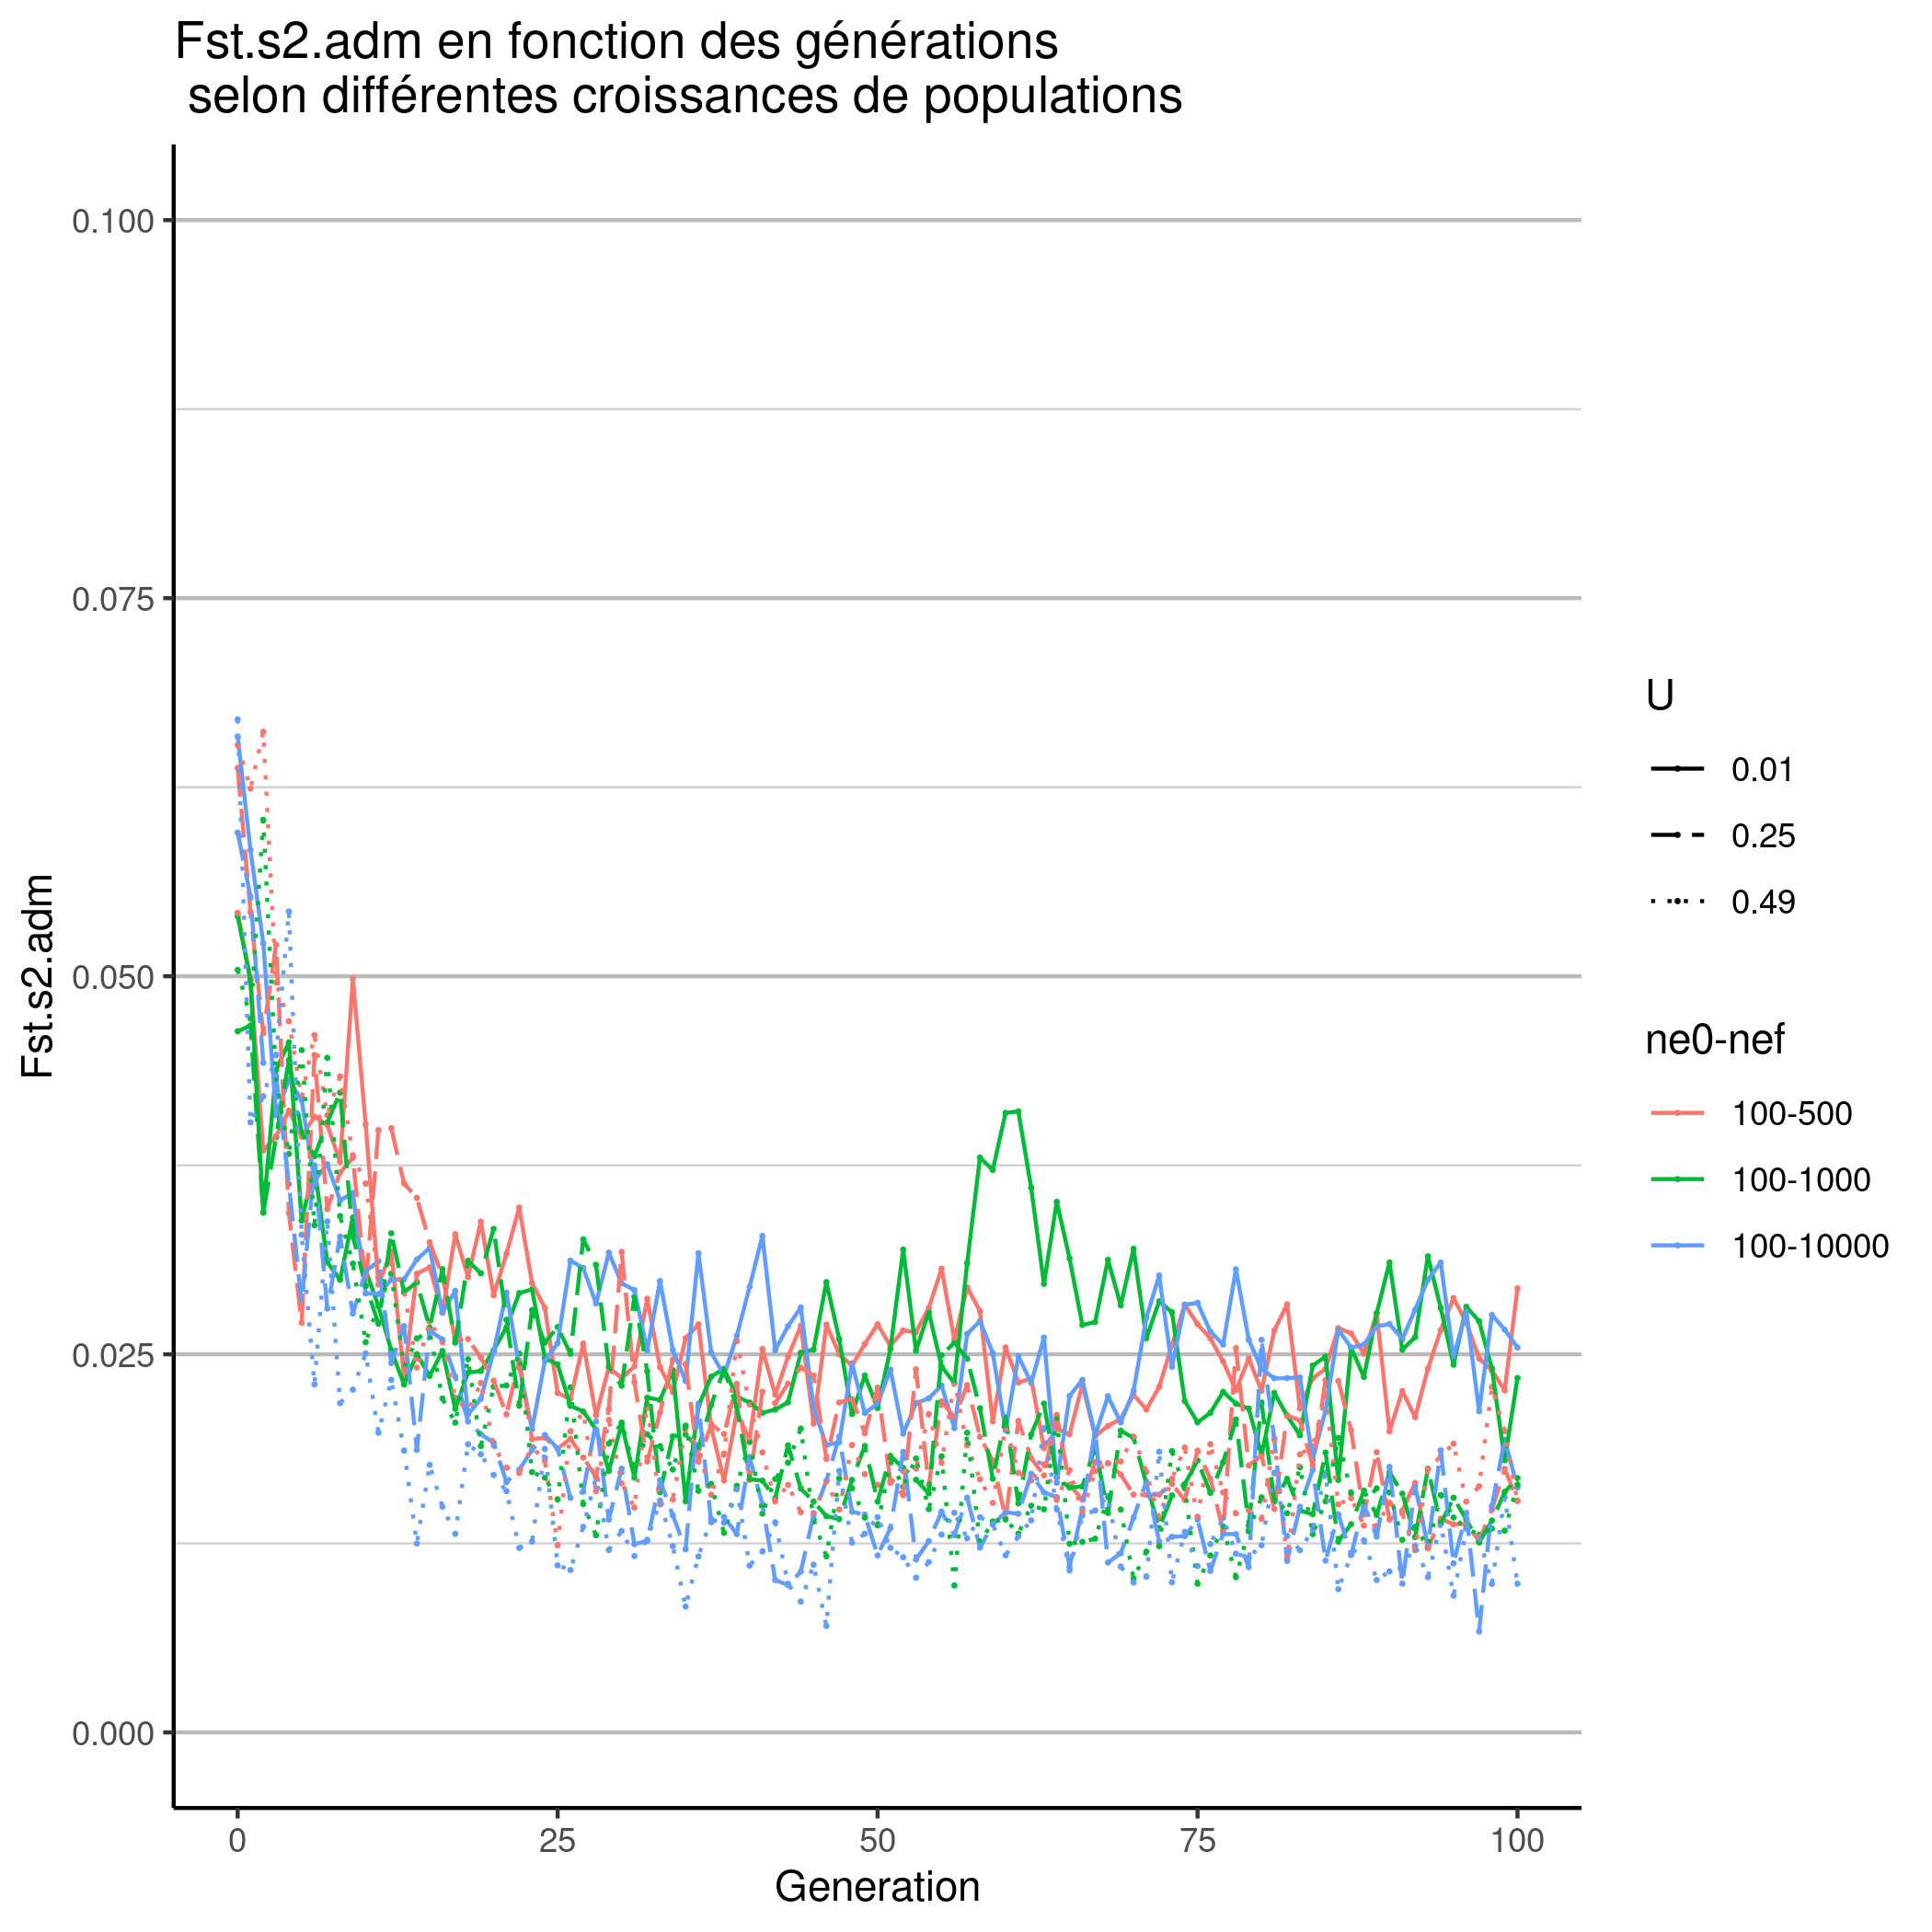 Fst.s2.adm en fonction des générations
selon différentes croissances de populations
Fst.s2.adm
0.100
0.075
0.050
0.025
0.000
0
25
50
75
100
Generation
U
0.01
0.25
0.49
ne0-nef
100-500
100-1000
100-10000